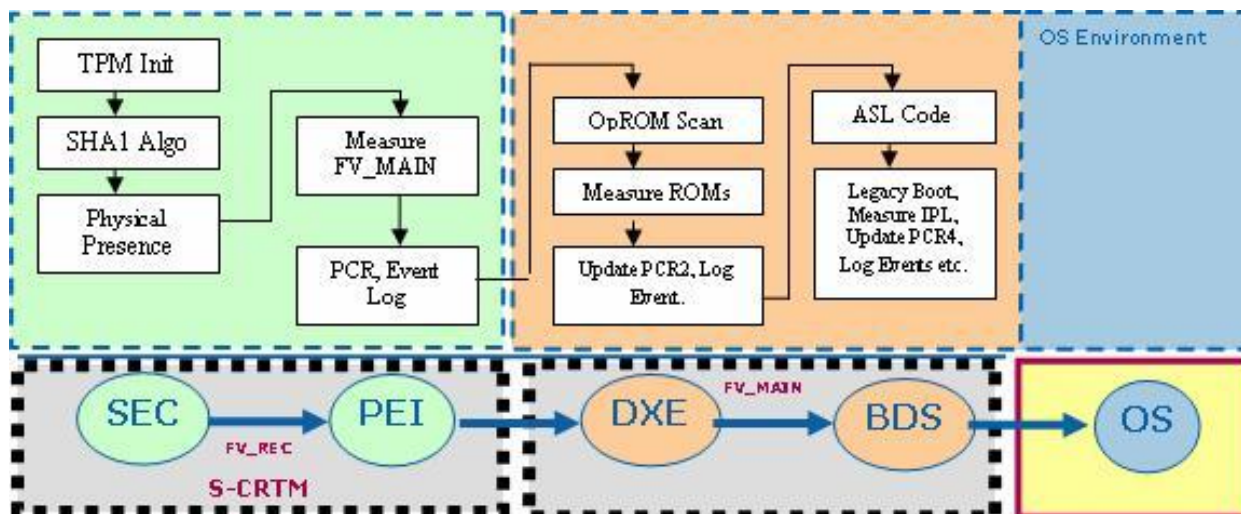 TPM Init
SHA1 Algo
Physical
Presence
Measure
FV_MAIN
PCR, Event
Log
OpROM Scan
Measure ROMs
Update PCR2, Log
Event.
ASL Code
Legacy Boot,
Measure IPL,
Update PCR4,
Log Events etc.
OS Environment
SEC
FV_REC
PEI
S-CRTM
DXE
FV_MAIN
BDS
OS